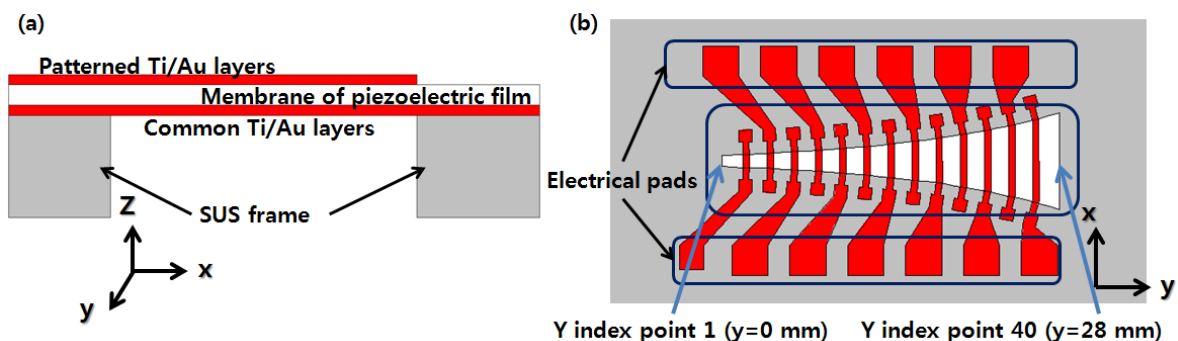 (a)
Patterned Ti/Au layers
Membrane of piezoelectric film
Common Ti/Au layers
SUS frame
Z
x
y
(b)
Electrical pads
x
y
Y index point 1 (y=0 mm)
Y index point 40 (y=28 mm)